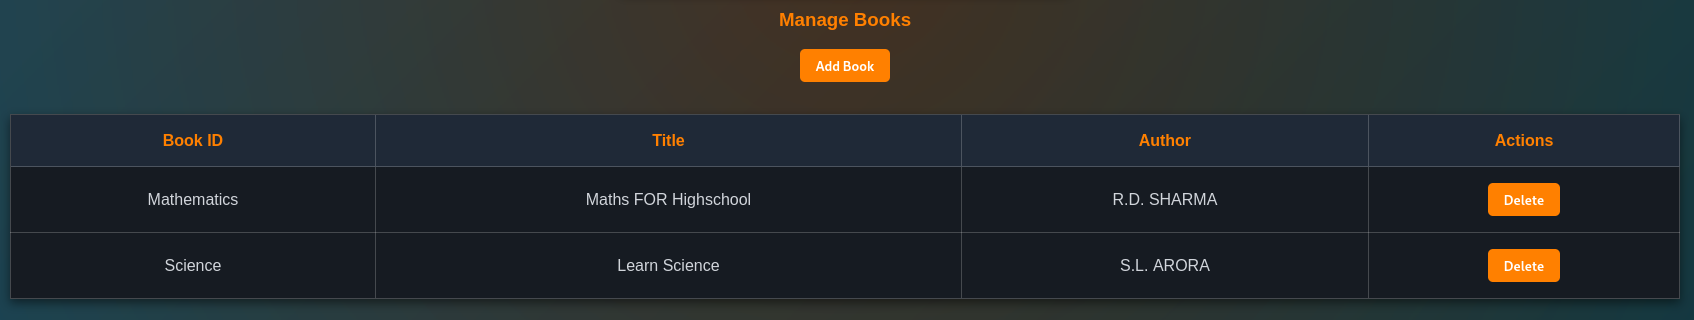 Manage Books
Add Book
Book ID Title Author Actions
Mathematics Maths FOR Highschool R.D. SHARMA Delete
Science Learn Science S.L. ARORA Delete